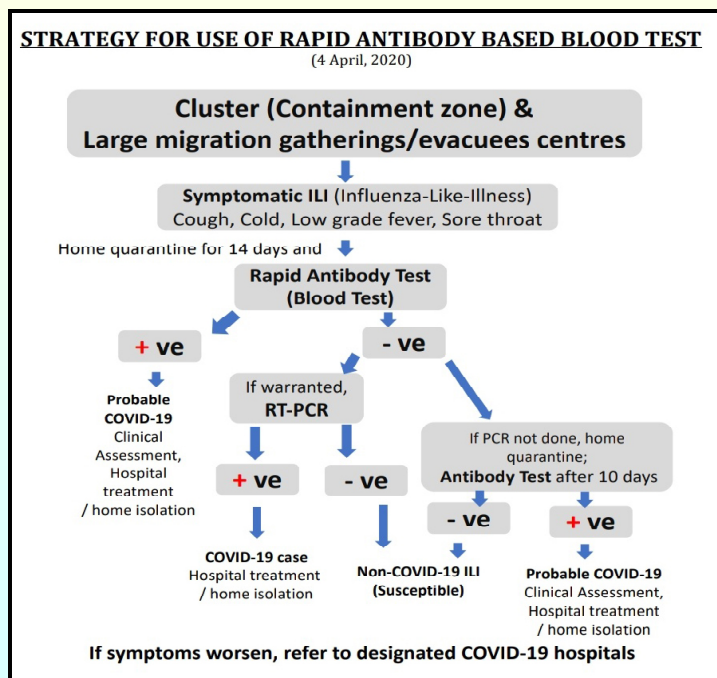 STRATEGY FOR USE OF RAPID ANTIBODY BASED BLOOD TEST
(4 April, 2020)
Cluster (Containment zone) &
Large migration gatherings/evacuees centres
Symptomatic ILI (Influenza-Like-Illness)
Cough, Cold, Low grade fever, Sore throat
Home quarantine for 14 days and
Rapid Antibody Test
(Blood Test)
+ ve
- ve
Probable
COVID-19
Clinical
Assessment,
Hospital
treatment
/ home isolation
If warranted,
RT-PCR
+ ve
- ve
COVID-19 case
Hospital treatment
/ home isolation
If PCR not done, home
quarantine;
Antibody Test after 10 days
- ve
+ ve
Non-COVID-19 ILI
(Susceptible)
Probable COVID-19
Clinical Assessment,
Hospital treatment
/ home isolation
If symptoms worsen, refer to designated COVID-19 hospitals